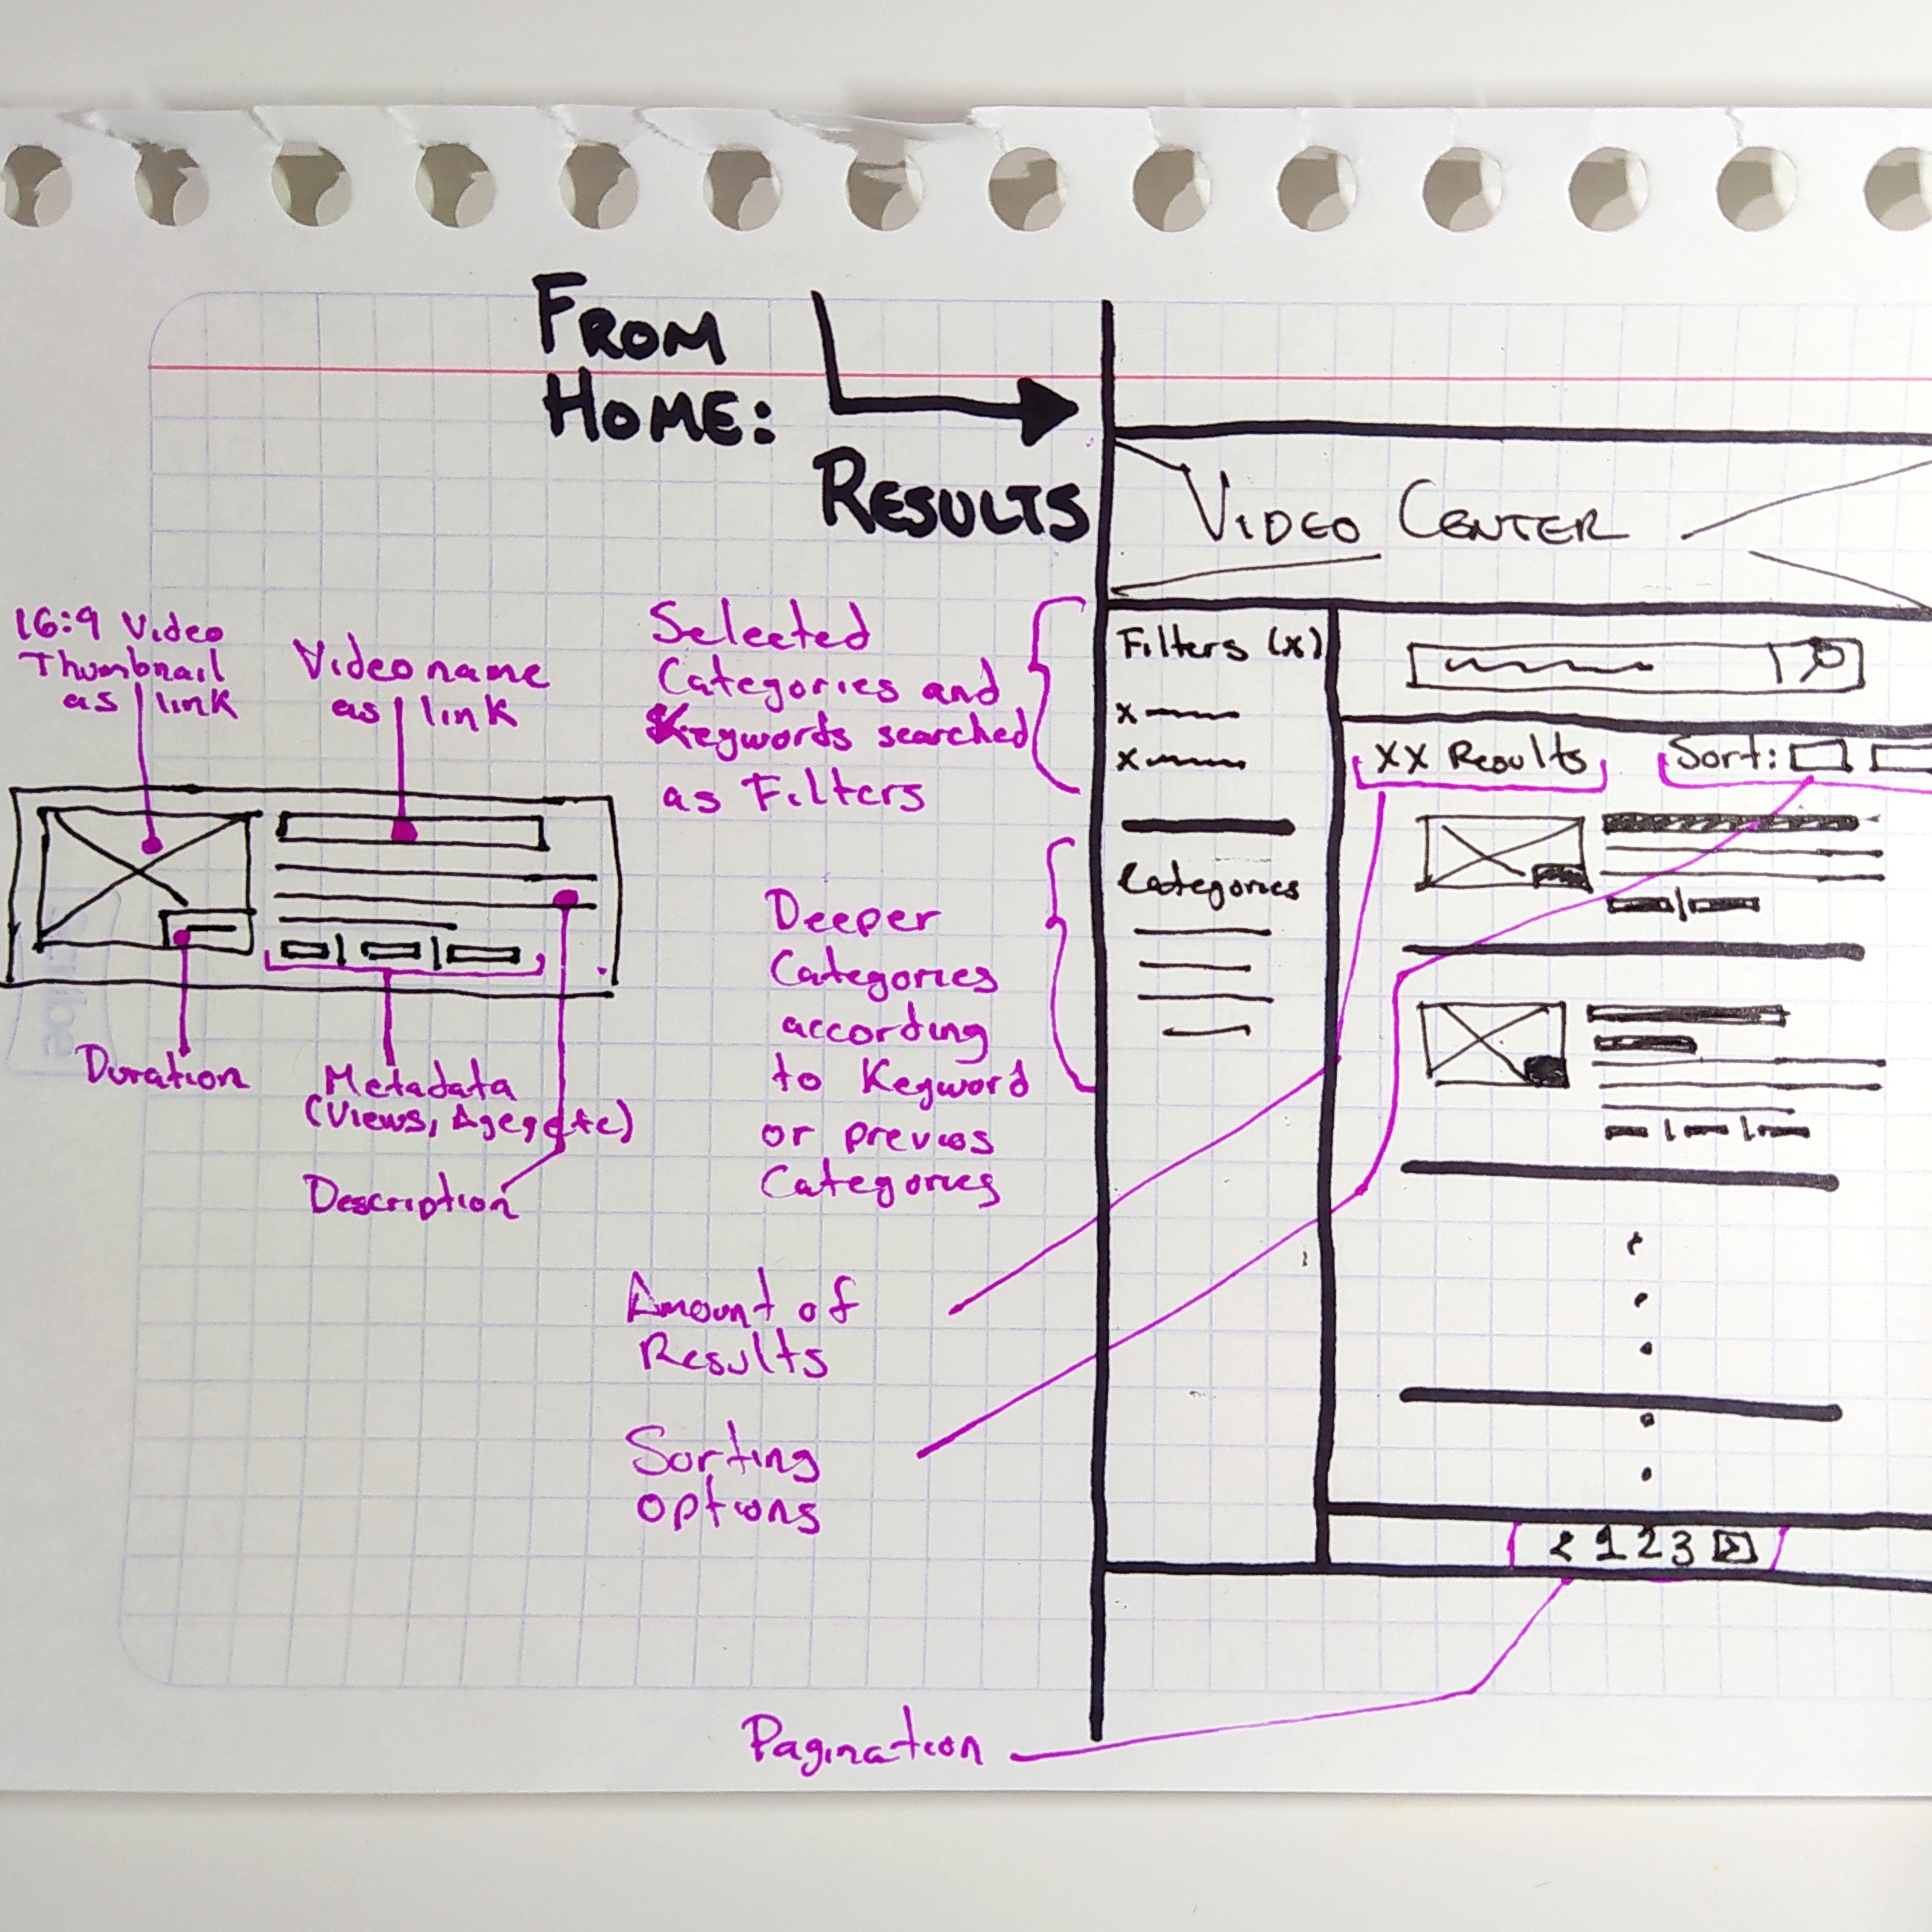 FROM
HOME:
RESULTS
VIDEO CENTER
16:9 Video
Thumbnail
as link
Video name
as link
Duration
Metadata
(Views, Age,
Description
Selected
Categories and
Keywords searched
as Filters
Deeper
Categories
according
to Keyword
or previos
Categories
Amount of
Results
Sorting
options
Pagination
Filters (x)
x
x
Categories
XX Results
Sort:
< 1 2 3 >